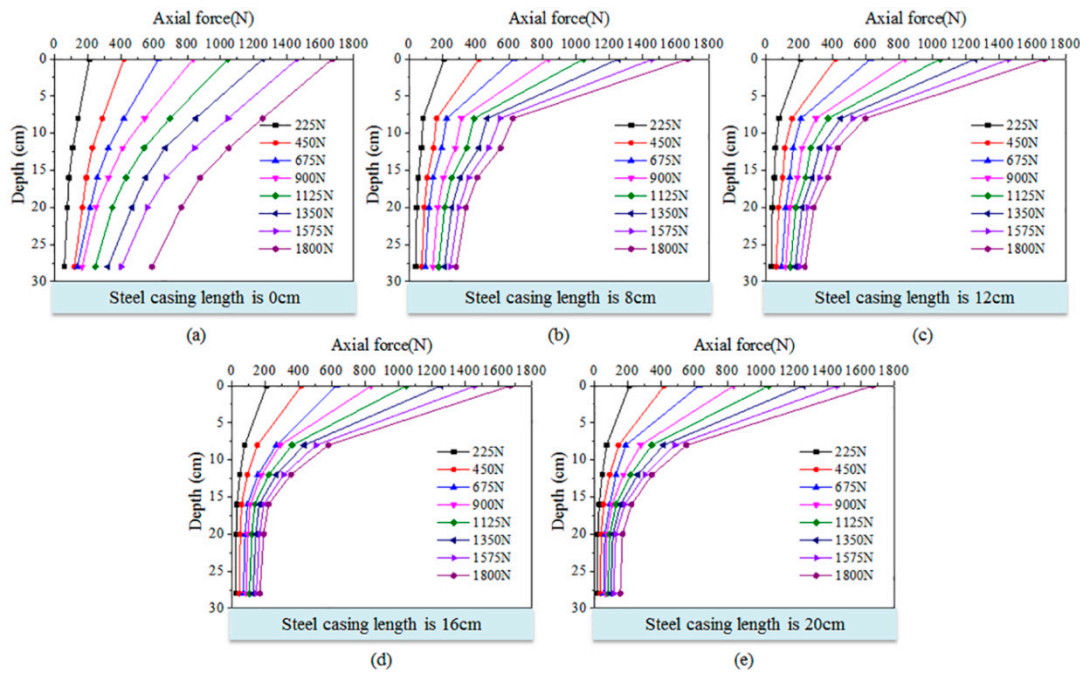 Axial force(N)
0 200 400 600 800 1000 1200 1400 1600 1800
0
5
10
15
20
25
30
Depth (cm)
225N
450N
675N
900N
1125N
1350N
1575N
1800N
Steel casing length is 0cm
(a)
Axial force(N)
0 200 400 600 800 1000 1200 1400 1600 1800
0
5
10
15
20
25
30
Depth (cm)
225N
450N
675N
900N
1125N
1350N
1575N
1800N
Steel casing length is 8cm
(b)
Axial force(N)
0 200 400 600 800 1000 1200 1400 1600 1800
0
5
10
15
20
25
30
Depth (cm)
225N
450N
675N
900N
1125N
1350N
1575N
1800N
Steel casing length is 12cm
(c)
Axial force(N)
0 200 400 600 800 1000 1200 1400 1600 1800
0
5
10
15
20
25
30
Depth (cm)
225N
450N
675N
900N
1125N
1350N
1575N
1800N
Steel casing length is 16cm
(d)
Axial force(N)
0 200 400 600 800 1000 1200 1400 1600 1800
0
5
10
15
20
25
30
Depth (cm)
225N
450N
675N
900N
1125N
1350N
1575N
1800N
Steel casing length is 20cm
(e)